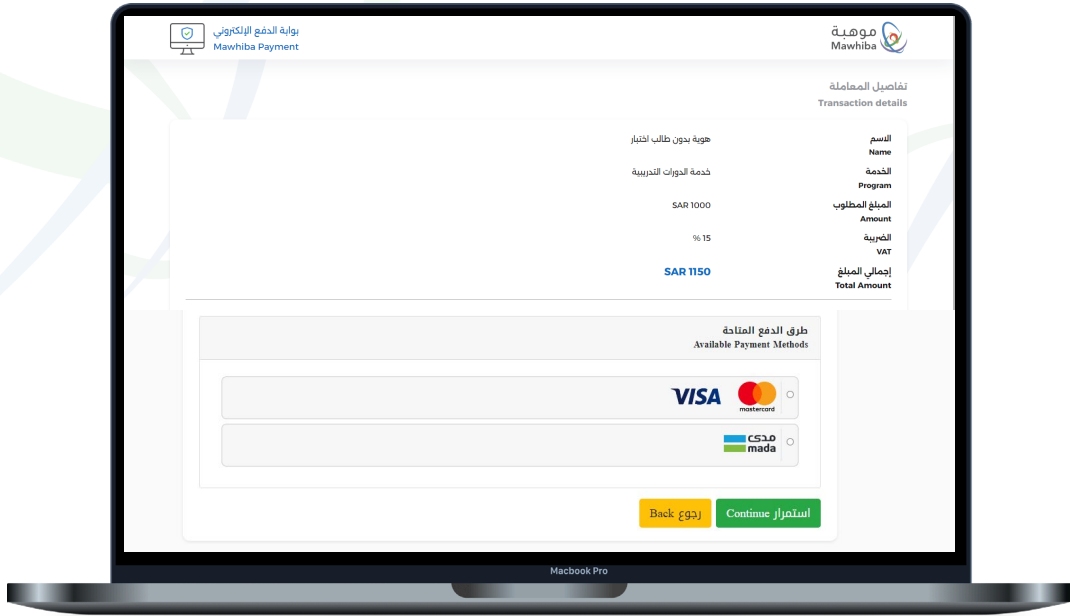 موهبة
Mawhiba
بوابة الدفع الإلكتروني
Mawhiba Payment
تفاصيل المعاملة
Transaction details
الاسم
Name
هوية بدون طالب اختبار
الخدمة
Program
خدمة الدورات التدريبية
المبلغ المطلوب
Amount
SAR 1000
الضريبة
VAT
% 15
إجمالي المبلغ
Total Amount
SAR 1150
طرق الدفع المتاحة
Available Payment Methods
mastercard
VISA
مدى
mada
استمرار Continue
رجوع Back
Macbook Pro